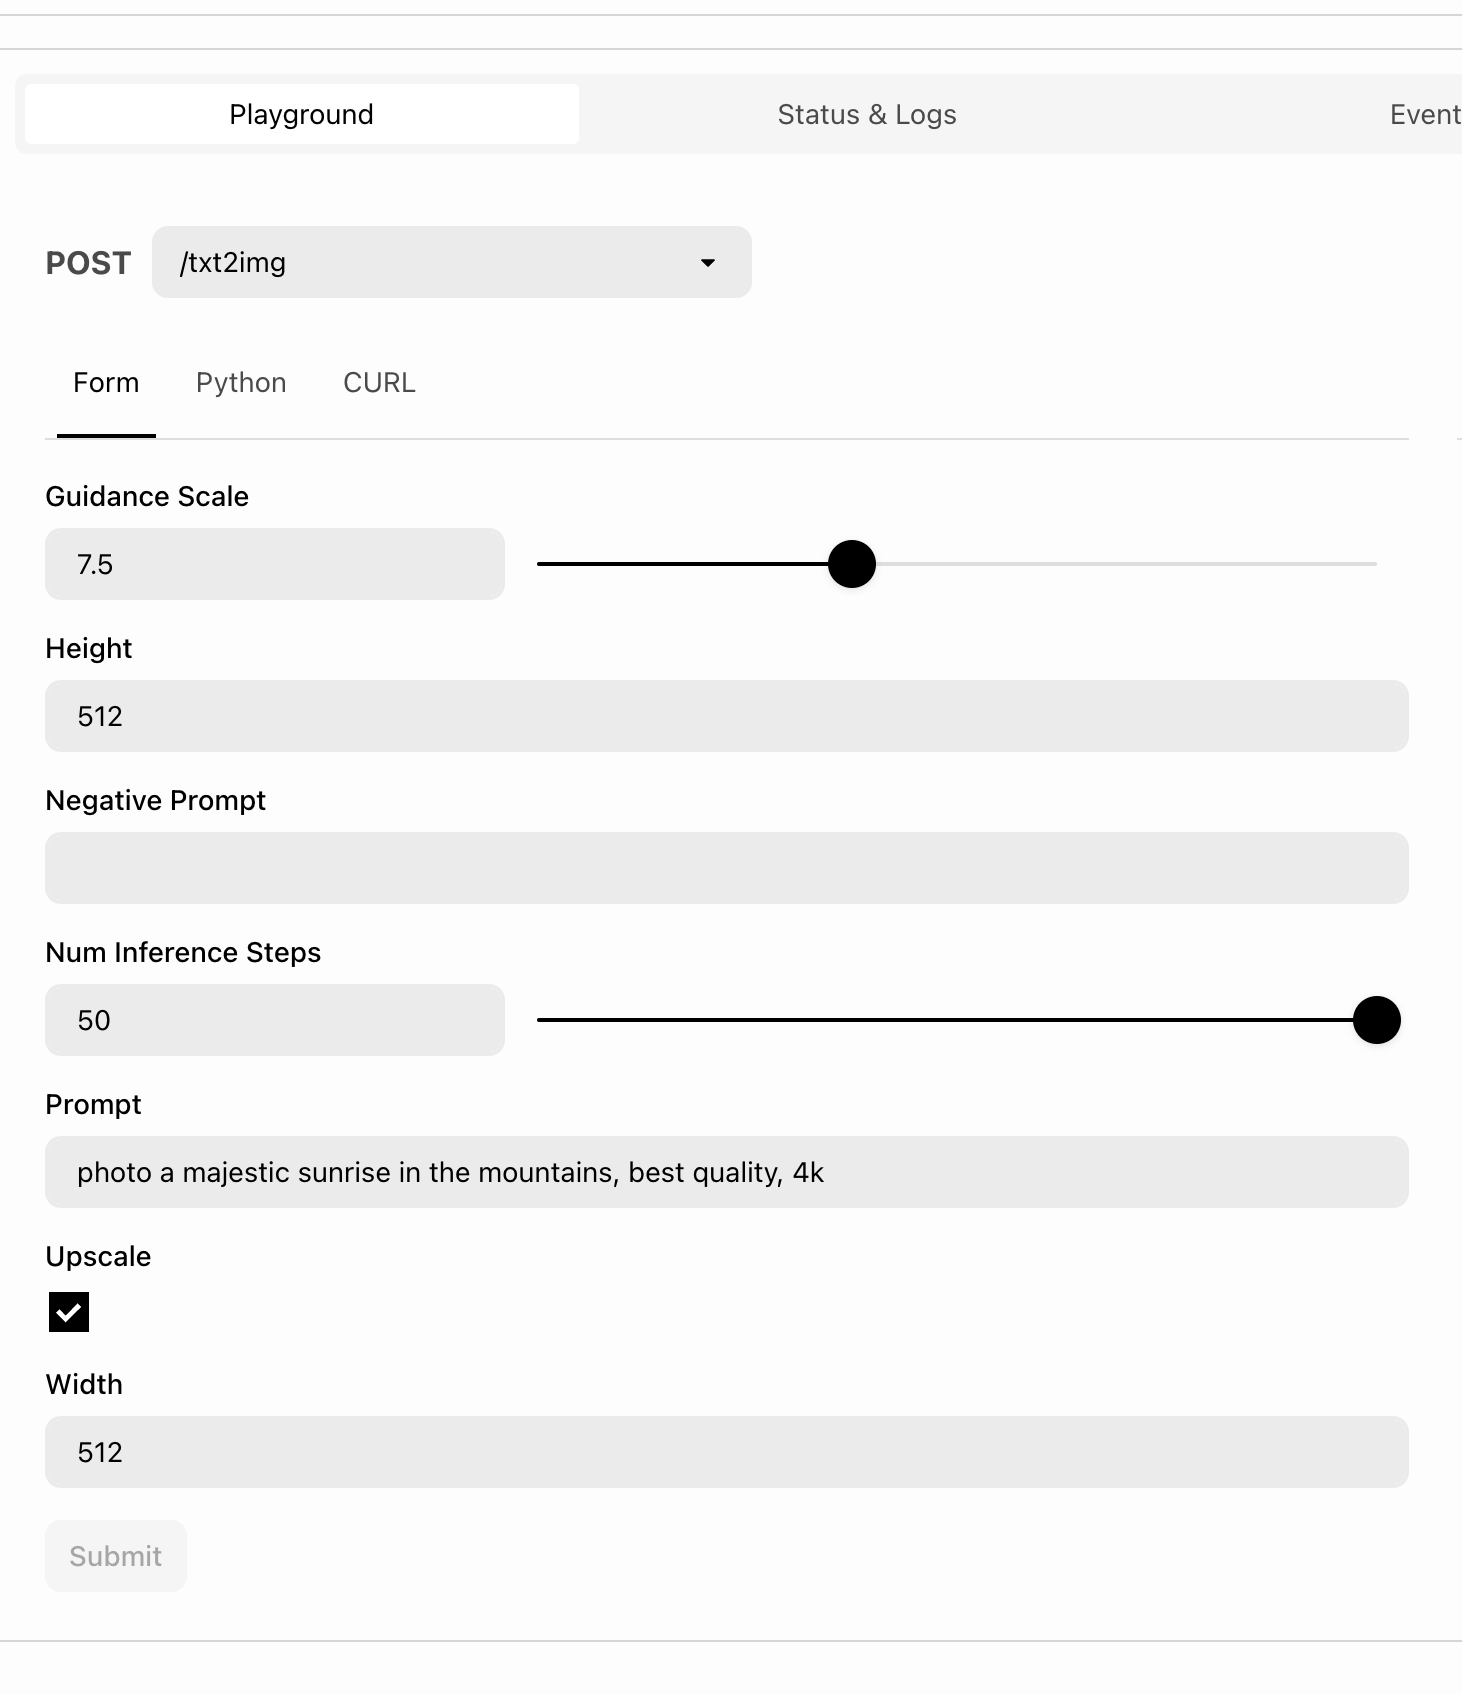 Playground Status & Logs Event
POST /txt2img
Form Python CURL
Guidance Scale
7.5
Height
512
Negative Prompt
Num Inference Steps
50
Prompt
photo a majestic sunrise in the mountains, best quality, 4k
Upscale
Width
512
Submit